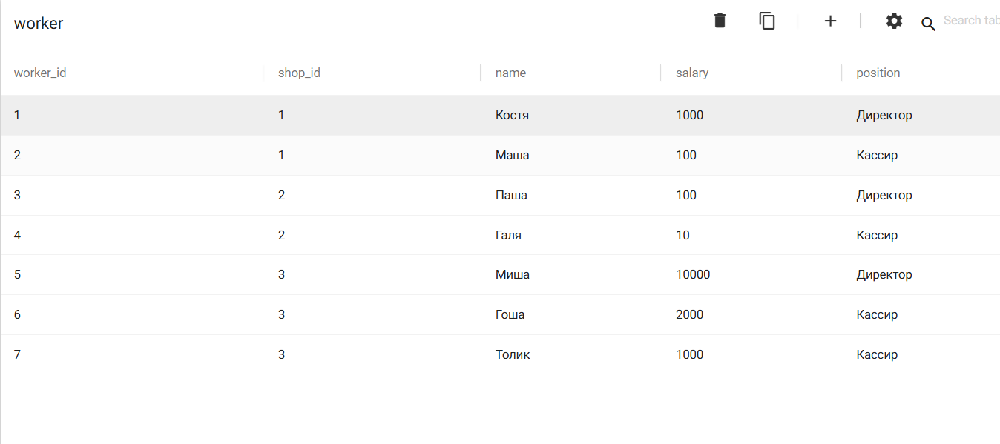 worker
Search tab
worker_id shop_id name salary position
1 1 Костя 1000 Директор
2 1 Маша 100 Кассир
3 2 Паша 100 Директор
4 2 Галя 10 Кассир
5 3 Миша 10000 Директор
6 3 Гоша 2000 Кассир
7 3 Толик 1000 Кассир